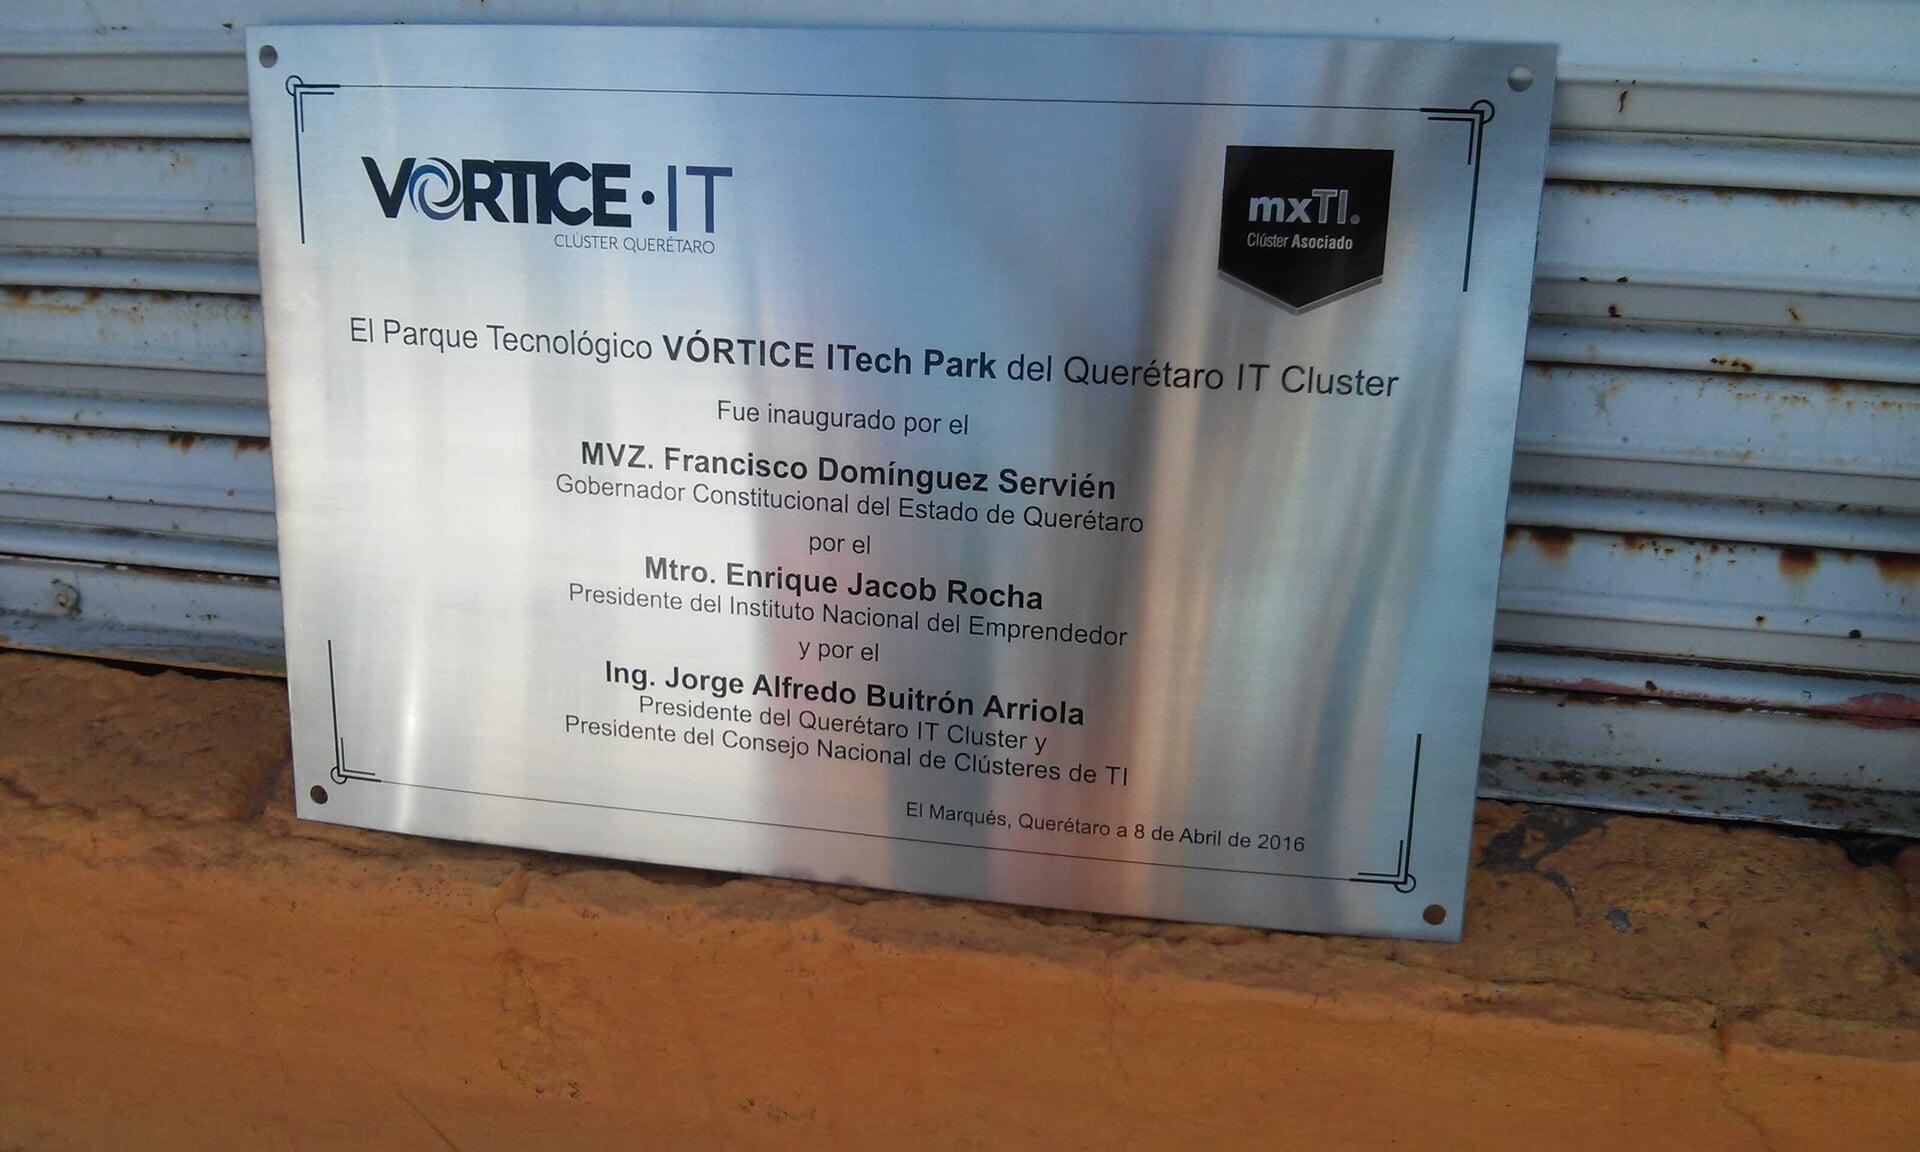 VORTICE · IT
CLÚSTER QUERÉTARO
mxTI.
Clúster Asociado
El Parque Tecnológico VÓRTICE ITech Park del Querétaro IT Cluster
Fue inaugurado por el
MVZ. Francisco Domínguez Servién
Gobernador Constitucional del Estado de Querétaro
por el
Mtro. Enrique Jacob Rocha
Presidente del Instituto Nacional del Emprendedor
y por el
Ing. Jorge Alfredo Buitrón Arriola
Presidente del Querétaro IT Cluster y
Presidente del Consejo Nacional de Clústeres de TI
El Marqués, Querétaro a 8 de Abril de 2016